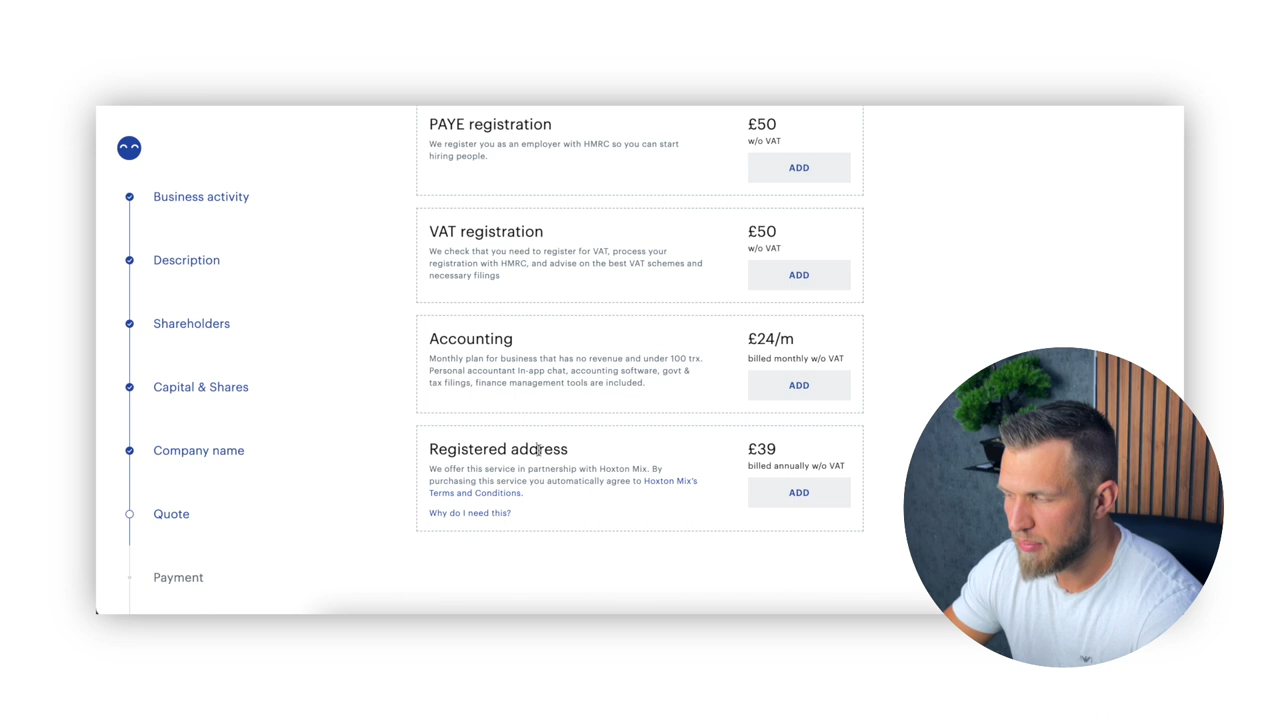 PAYE registration
£50
We register you as an employer with HMRC so you can start
hiring people.
w/o VAT
ADD
Business activity
VAT registration
£50
We check that you need to register for VAT, process your
registration with HMRC, and advise on the best VAT schemes and
necessary filings
w/o VAT
ADD
Description
Shareholders
Accounting
£24/m
Monthly plan for business that has no revenue and under 100 trx.
Personal accountant In-app chat, accounting software, govt &
tax filings, finance management tools are included.
billed monthly w/o VAT
ADD
Capital & Shares
Company name
Registered address
£39
We offer this service in partnership with Hoxton Mix. By
purchasing this service you automatically agree to Hoxton Mix's
Terms and Conditions.
Why do I need this?
billed annually w/o VAT
ADD
Quote
Payment